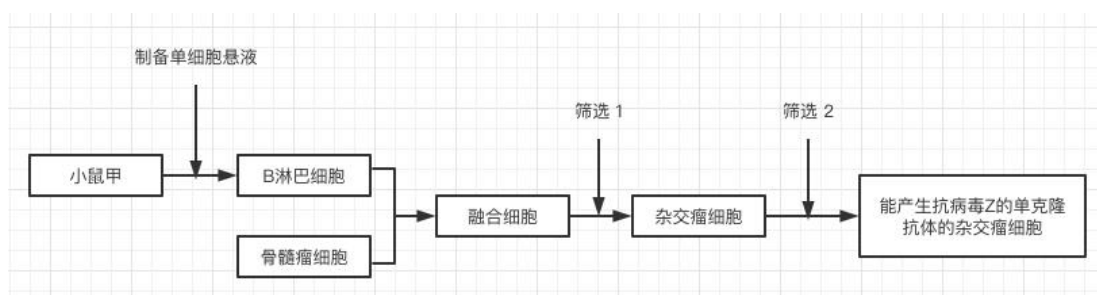 制备单细胞悬液
筛选 1
筛选 2
小鼠甲
B淋巴细胞
融合细胞
杂交瘤细胞
能产生抗病毒Z的单克隆
抗体的杂交瘤细胞
骨髓瘤细胞